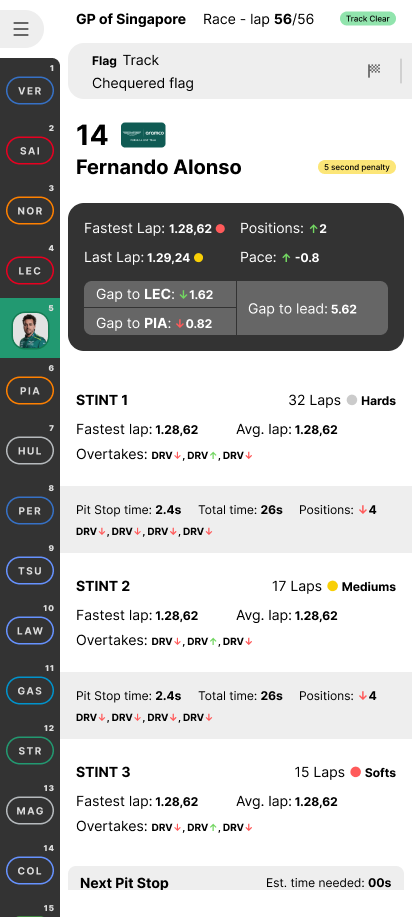 GP of Singapore Race - lap 56/56 Track Clear
Flag Track
Chequered flag
1
VER
2
SAI
3
NOR
4
LEC
5
6
PIA
7
HUL
8
PER
9
TSU
10
LAW
11
GAS
12
STR
13
MAG
14
COL
15
14 aramco
Fernando Alonso 5 second penalty
Fastest Lap: 1.28,62 Positions: ↑2
Last Lap: 1.29,24 Pace: ↑ -0.8
Gap to LEC: ↓1.62
Gap to PIA: ↓0.82
Gap to lead: 5.62
STINT 1 32 Laps Hards
Fastest lap: 1.28,62 Avg. lap: 1.28,62
Overtakes: DRV↓, DRV↑, DRV↓
Pit Stop time: 2.4s Total time: 26s Positions: ↓4
DRV↓, DRV↓, DRV↓, DRV↓
STINT 2 17 Laps Mediums
Fastest lap: 1.28,62 Avg. lap: 1.28,62
Overtakes: DRV↓, DRV↑, DRV↓
Pit Stop time: 2.4s Total time: 26s Positions: ↓4
DRV↓, DRV↓, DRV↓, DRV↓
STINT 3 15 Laps Softs
Fastest lap: 1.28,62 Avg. lap: 1.28,62
Overtakes: DRV↓, DRV↑, DRV↓
Next Pit Stop Est. time needed: 00s